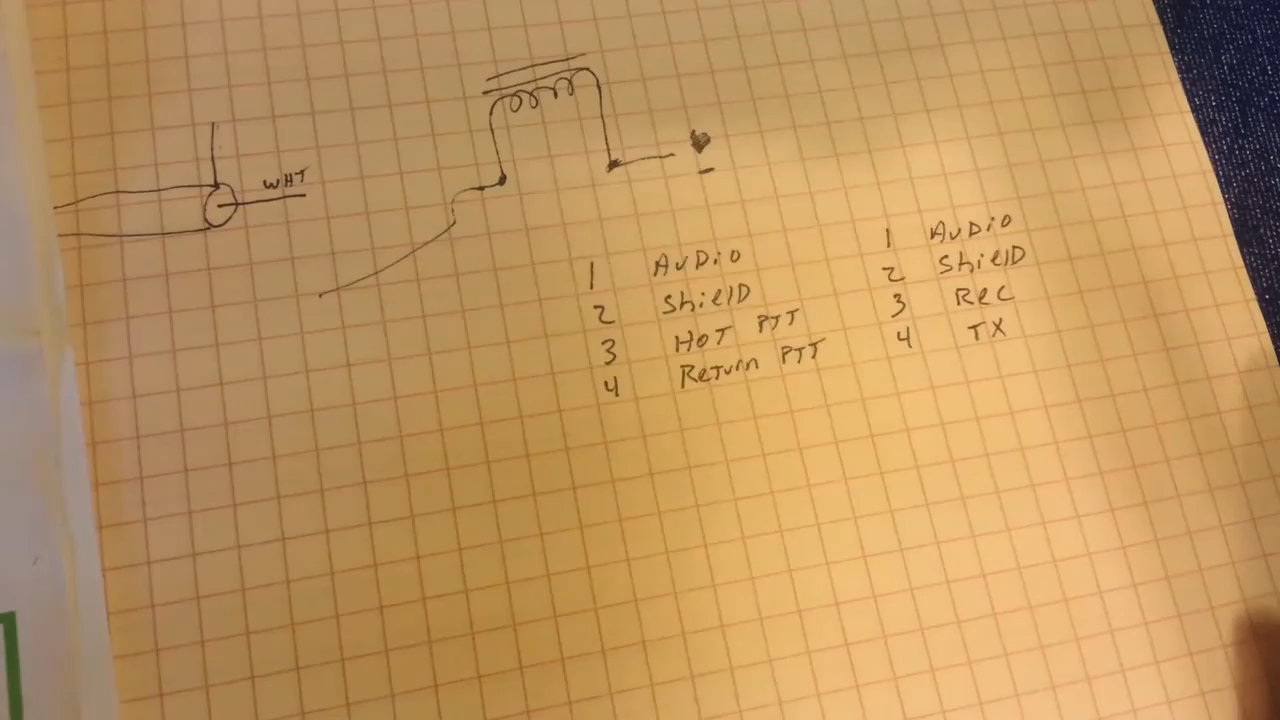 WHT
1 AUDiO
2 ShielD
3 HOT PTT
4 ReTurn PTT
1 AUDiO
2 ShielD
3 Rec
4 TX